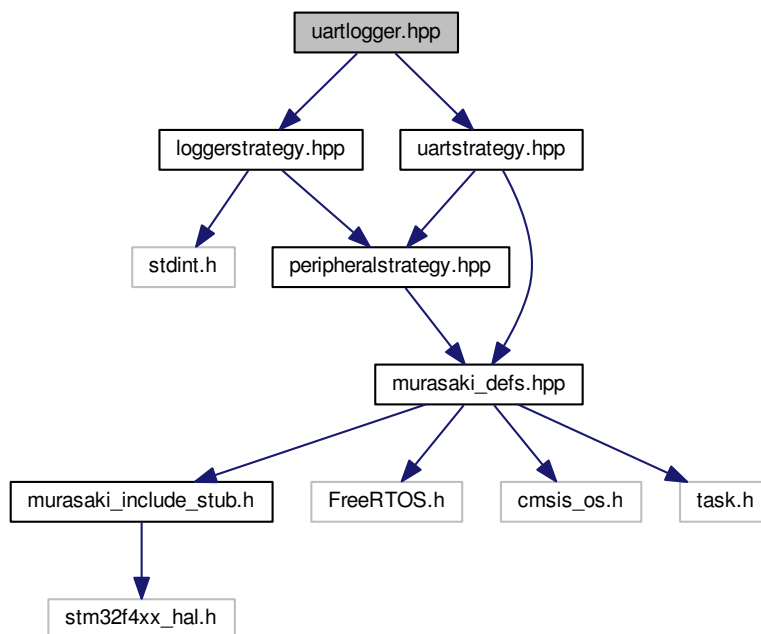 uartlogger.hpp
loggerstrategy.hpp
uartstrategy.hpp
stdint.h
peripheralstrategy.hpp
murasaki_defs.hpp
murasaki_include_stub.h
FreeRTOS.h
cmsis_os.h
task.h
stm32f4xx_hal.h